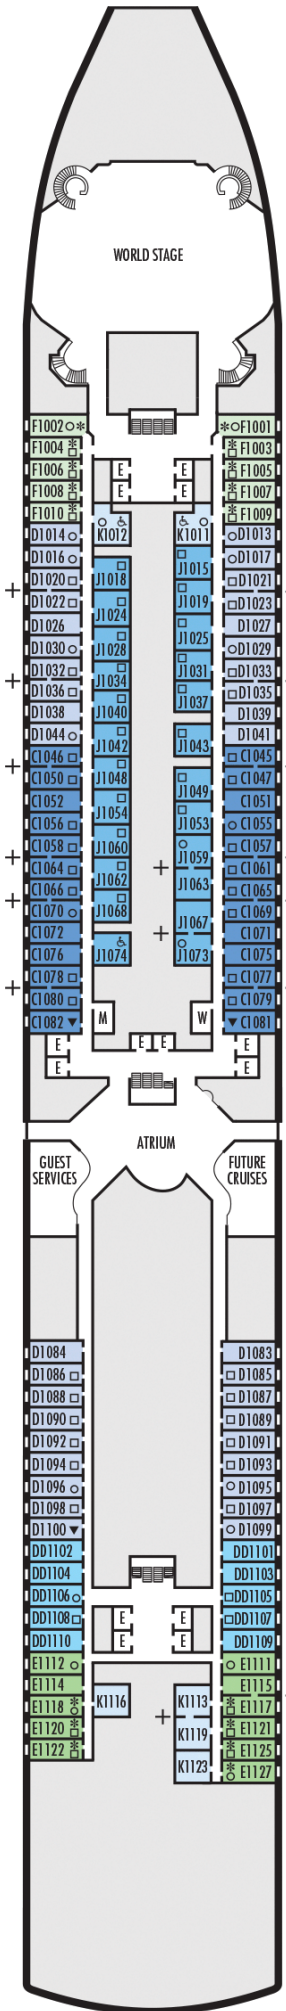 WORLD STAGE
F1002 F1001
F1004 E E F1003
F1006 F1005
F1008 E E F1007
F1010 F1009
D1014 K1012 K1011 D1013
D1016 J1015 D1017
D1020 J1018 D1021
D1022 J1024 J1019 D1023
D1026 J1025 D1027
D1030 J1028 D1029
D1032 J1034 J1031 D1033
D1036 J1037 D1035
D1038 J1040 D1039
D1044 J1042 J1043 D1041
C1046 C1045
C1050 J1048 J1049 C1047
C1052 J1054 C1051
C1056 J1053 C1055
C1058 J1060 J1059 C1057
C1064 J1062 J1063 C1061
C1066 C1065
C1070 J1068 J1067 C1069
C1072 C1071
C1076 J1074 J1073 C1075
C1078 C1077
C1080 M W C1079
C1082 C1081
E E E E
E E
ATRIUM
GUEST
SERVICES
FUTURE
CRUISES
D1084 D1083
D1086 D1085
D1088 D1087
D1090 D1089
D1092 D1091
D1094 D1093
D1096 D1095
D1098 D1097
D1100 D1099
DD1102 DD1101
DD1104 DD1103
DD1106 DD1105
DD1108 E E DD1107
DD1110 E E DD1109
E1112 E1111
E1114 E1115
E1118 K1116 K1113 E1117
E1120 K1119 E1121
E1122 E1125
K1123 E1127